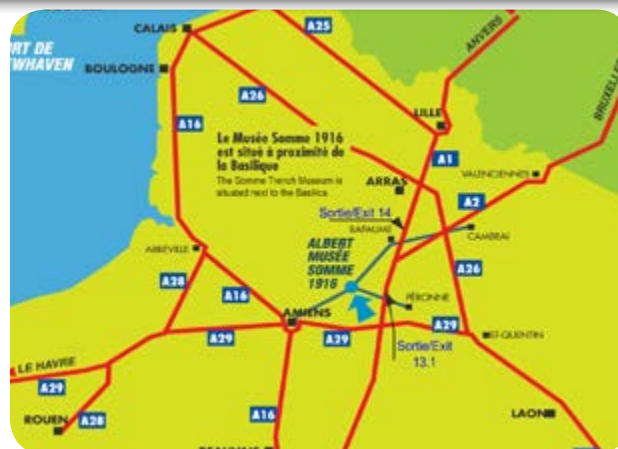 RT DE
WHAVEN
CALAIS
A25
ANVERS
BOULOGNE
BRUXELLE
A26
A16
LILLE
Le Musée Somme 1916
est situé à proximité de
la Basilique
The Somme Trench Museum is
situated next to the Basilica
A1
VALENCIENNES
ARRAS
A2
Sortie/Exit 14
BAPAUME
CAMBRAI
ABBEVILLE
ALBERT
MUSÉE
SOMME
1916
A28
A16
A26
PÉRONNE
AMIENS
A29
A29
A29
ST-QUENTIN
Sortie/Exit
13.1
LE HAVRE
A29
ROUEN
A28
A16
LAON